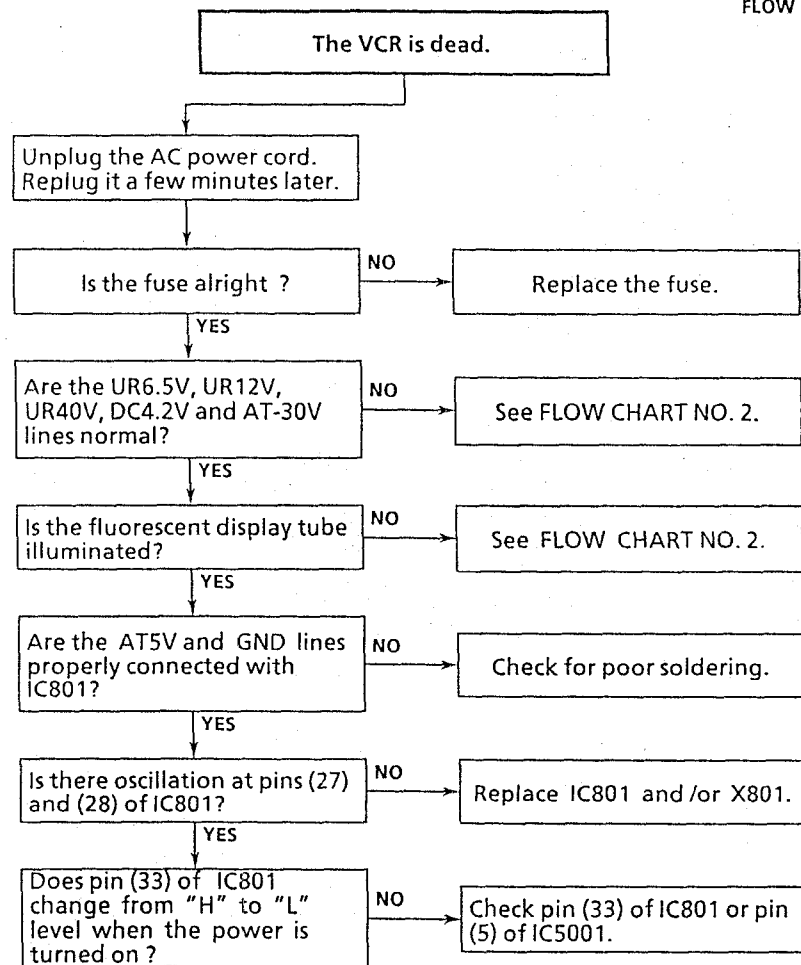 FLOW
The VCR is dead.
Unplug the AC power cord.
Replug it a few minutes later.
Is the fuse alright ?
NO
Replace the fuse.
YES
Are the UR6.5V, UR12V,
UR40V, DC4.2V and AT-30V
lines normal?
NO
See FLOW CHART NO. 2.
YES
Is the fluorescent display tube
illuminated?
NO
See FLOW CHART NO. 2.
YES
Are the AT5V and GND lines
properly connected with
IC801?
NO
Check for poor soldering.
YES
Is there oscillation at pins (27)
and (28) of IC801?
NO
Replace IC801 and /or X801.
YES
Does pin (33) of IC801
change from "H" to "L"
level when the power is
turned on ?
NO
Check pin (33) of IC801 or pin
(5) of IC5001.